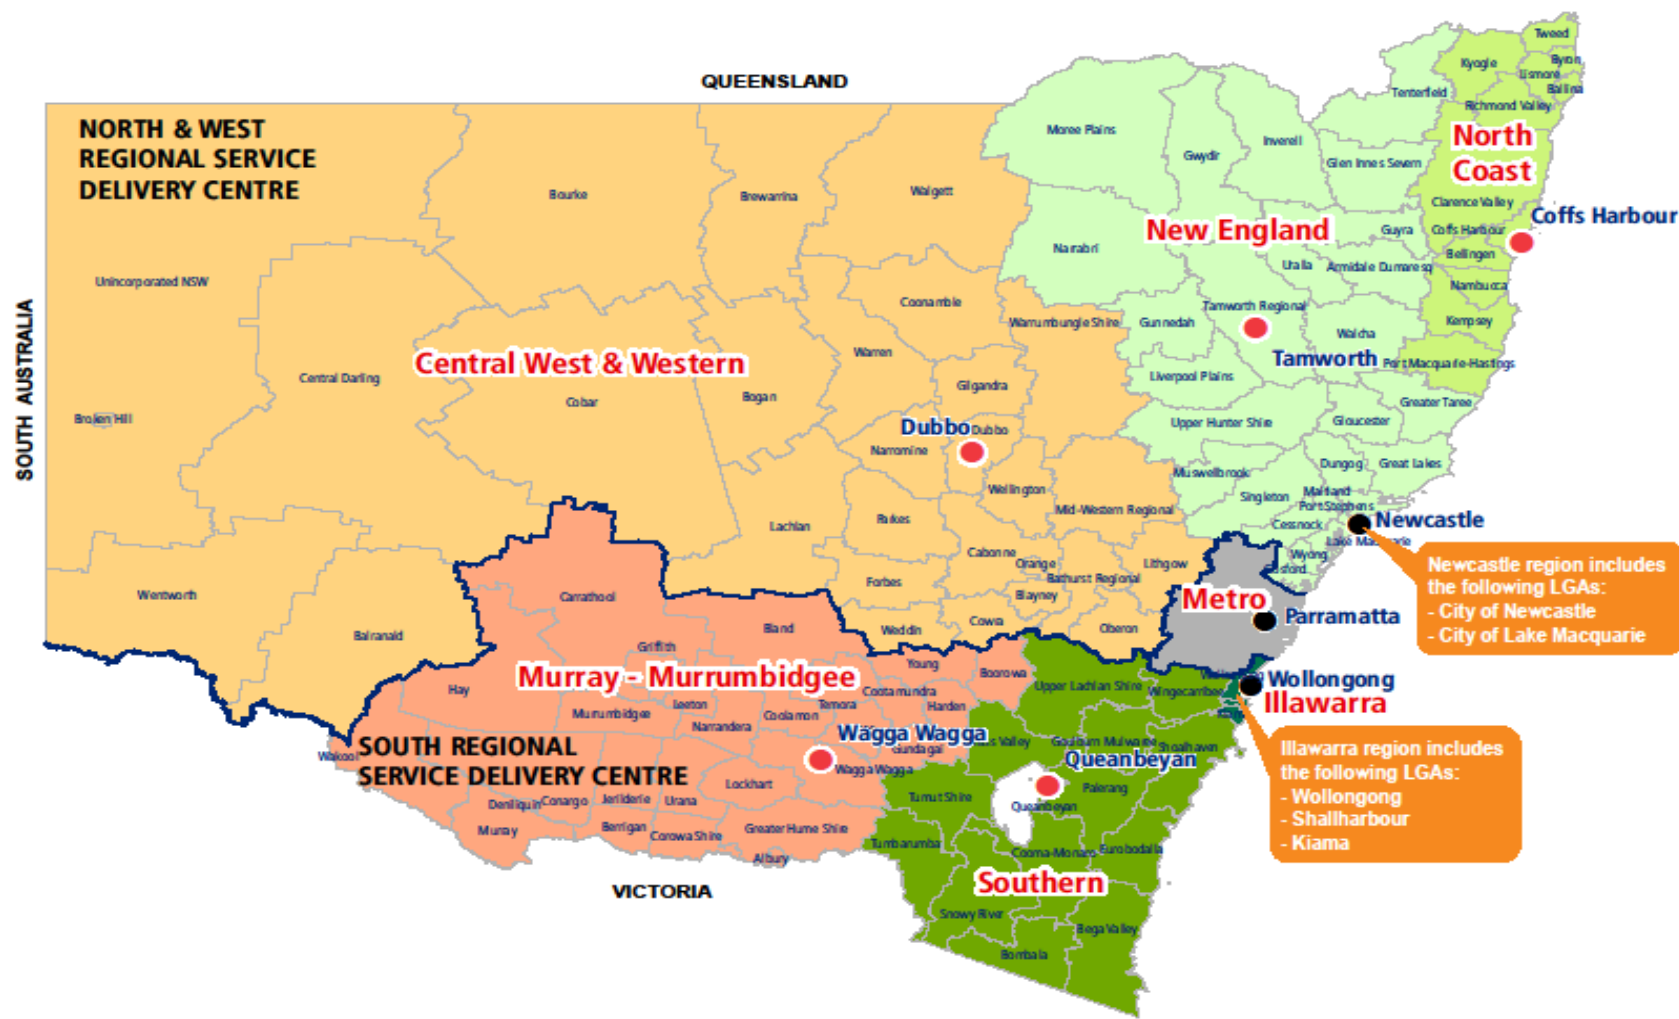 QUEENSLAND
NORTH & WEST
REGIONAL SERVICE
DELIVERY CENTRE
SOUTH AUSTRALIA
VICTORIA
Tweed
Kyogle
Byron
Lismore
Ballina
Tenterfield
Richmond Valley
North
Coast
Moree Plains
Gwydir
Inverell
Glen Innes Severn
Bourke
Brewarrina
Walgett
Clarence Valley
Coffs Harbour
Coffs Harbour
New England
Guyra
Narrabri
Bellingen
Uralla
Armidale Dumaresq
Unincorporated NSW
Nambucca
Coonamble
Tamworth Regional
Warrumbungle Shire
Gunnedah
Kempsey
Walcha
Warren
Tamworth
Port Macquarie-Hastings
Central West & Western
Central Darling
Liverpool Plains
Gilgandra
Bogan
Cobar
Greater Taree
Broken Hill
Upper Hunter Shire
Gloucester
Dubbo
Dubbo
Narromine
Muswellbrook
Dungog
Great Lakes
Wellington
Singleton
Maitland
Port Stephens
Mid-Western Regional
Parkes
Lachlan
Cessnock
Newcastle
Cabonne
Orange
Lithgow
Wyong
Bathurst Regional
Forbes
Blayney
Newcastle region includes
the following LGAs:
- City of Newcastle
- City of Lake Macquarie
Wentworth
Carrathool
Metro
Parramatta
Balranald
Bland
Weddin
Cowra
Oberon
Griffith
Young
Boorowa
Murray - Murrumbidgee
Hay
Cootamundra
Upper Lachlan Shire
Wollongong
Illawarra
Leeton
Temora
Harden
Murrumbidgee
Coolamon
Narrandera
Wagga Wagga
Gundagai
Goulburn Mulwaree
Shoalhaven
Wakool
SOUTH REGIONAL
SERVICE DELIVERY CENTRE
Wagga Wagga
Queanbeyan
Illawarra region includes
the following LGAs:
- Wollongong
- Shallharbour
- Kiama
Lockhart
Palerang
Tumut Shire
Queanbeyan
Deniliquin
Conargo
Jerilderie
Urana
Murray
Berrigan
Corowa Shire
Greater Hume Shire
Albury
Tumbarumba
Cooma-Monaro
Eurobodalla
Southern
Snowy River
Bega Valley
Bombala